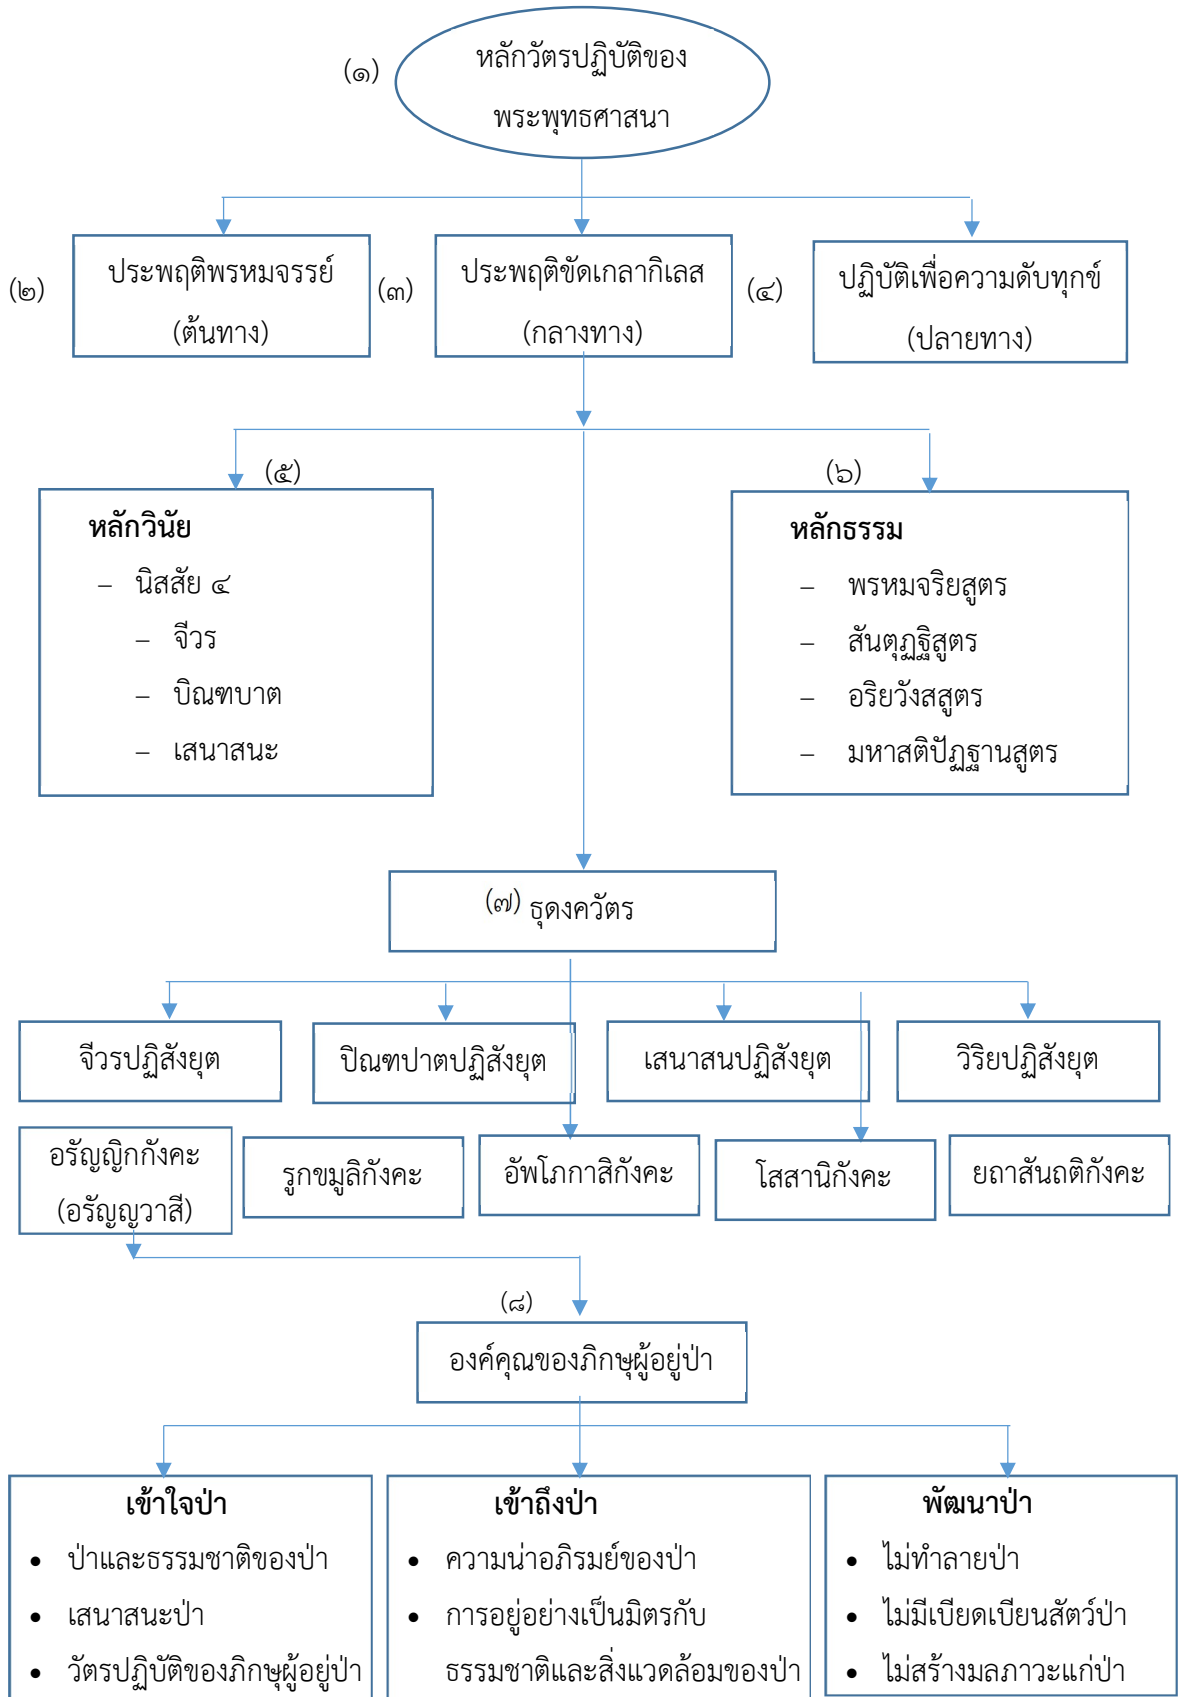 (๑)
หลักวัตรปฏิบัติของ
พระพุทธศาสนา
(๒)
ประพฤติพรหมจรรย์
(ต้นทาง)
(๓)
ประพฤติขัดเกลากิเลส
(กลางทาง)
(๔)
ปฏิบัติเพื่อความดับทุกข์
(ปลายทาง)
(๕)
หลักวินัย
– นิสสัย ๔
– จีวร
– บิณฑบาต
– เสนาสนะ
(๖)
หลักธรรม
– พรหมจริยสูตร
– สันตุฏฐิสูตร
– อริยวังสสูตร
– มหาสติปัฏฐานสูตร
(๗) ธุดงควัตร
จีวรปฏิสังยุต
ปิณฑปาตปฏิสังยุต
เสนาสนปฏิสังยุต
วิริยปฏิสังยุต
อรัญญิกกังคะ
(อรัญญวาสี)
รูกขมูลิกังคะ
อัพโภกาสิกังคะ
โสสานิกังคะ
ยถาสันถติกังคะ
(๘)
องค์คุณของภิกษุผู้อยู่ป่า
เข้าใจป่า
• ป่าและธรรมชาติของป่า
• เสนาสนะป่า
• วัตรปฏิบัติของภิกษุผู้อยู่ป่า
เข้าถึงป่า
• ความน่าอภิรมย์ของป่า
• การอยู่อย่างเป็นมิตรกับ
ธรรมชาติและสิ่งแวดล้อมของป่า
พัฒนาป่า
• ไม่ทำลายป่า
• ไม่มีเบียดเบียนสัตว์ป่า
• ไม่สร้างมลภาวะแก่ป่า